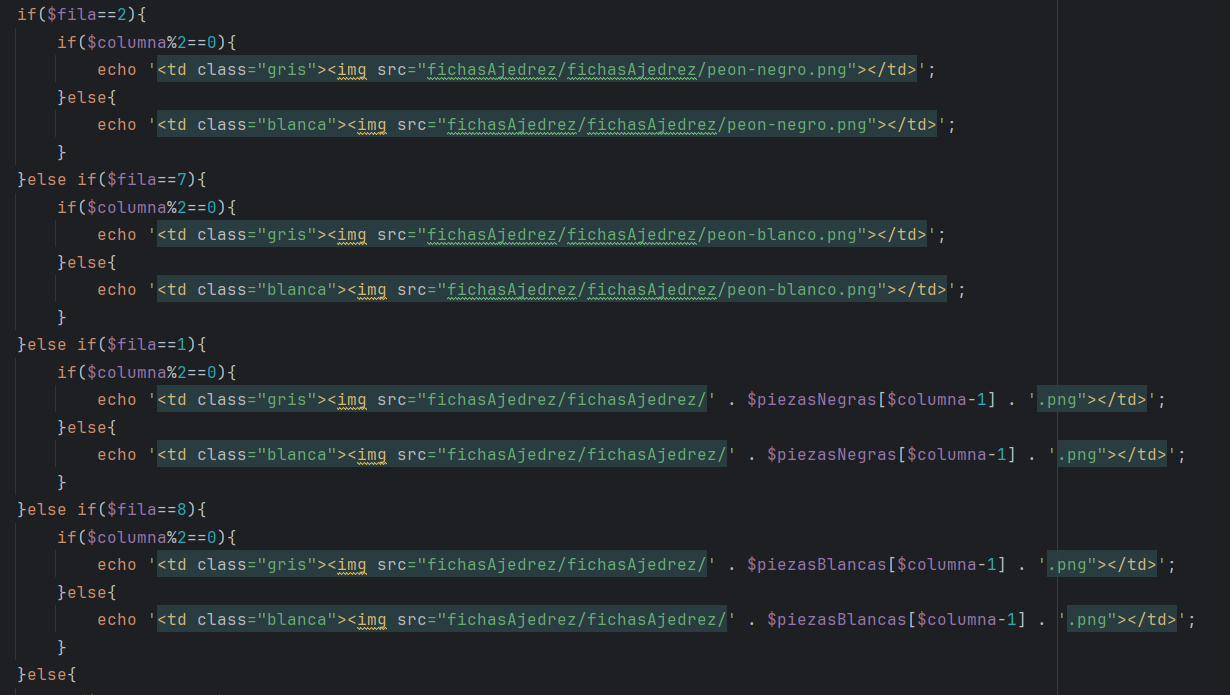 if($fila==2){
    if($columna%2==0){
        echo '<td class="gris"><img src="fichasAjedrez/fichasAjedrez/peon-negro.png"></td>';
    }else{
        echo '<td class="blanca"><img src="fichasAjedrez/fichasAjedrez/peon-negro.png"></td>';
    }
}else if($fila==7){
    if($columna%2==0){
        echo '<td class="gris"><img src="fichasAjedrez/fichasAjedrez/peon-blanco.png"></td>';
    }else{
        echo '<td class="blanca"><img src="fichasAjedrez/fichasAjedrez/peon-blanco.png"></td>';
    }
}else if($fila==1){
    if($columna%2==0){
        echo '<td class="gris"><img src="fichasAjedrez/fichasAjedrez/' . $piezasNegras[$columna-1] . '.png"></td>';
    }else{
        echo '<td class="blanca"><img src="fichasAjedrez/fichasAjedrez/' . $piezasNegras[$columna-1] . '.png"></td>';
    }
}else if($fila==8){
    if($columna%2==0){
        echo '<td class="gris"><img src="fichasAjedrez/fichasAjedrez/' . $piezasBlancas[$columna-1] . '.png"></td>';
    }else{
        echo '<td class="blanca"><img src="fichasAjedrez/fichasAjedrez/' . $piezasBlancas[$columna-1] . '.png"></td>';
    }
}else{